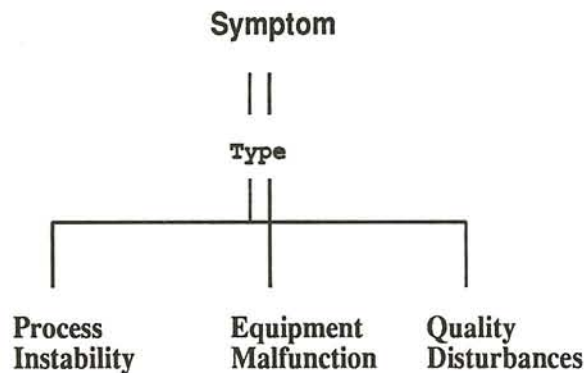 Symptom
Type
Process
Instability
Equipment
Malfunction
Quality
Disturbances